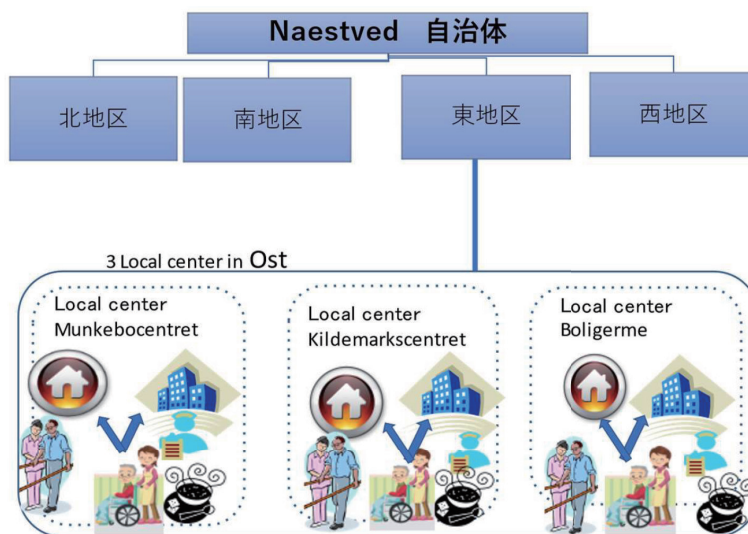 Naestved 自治体
北地区
南地区
東地区
西地区
3 Local center in Ost
Local center
Munkebocentret
Local center
Kildemarkscentret
Local center
Boligerme